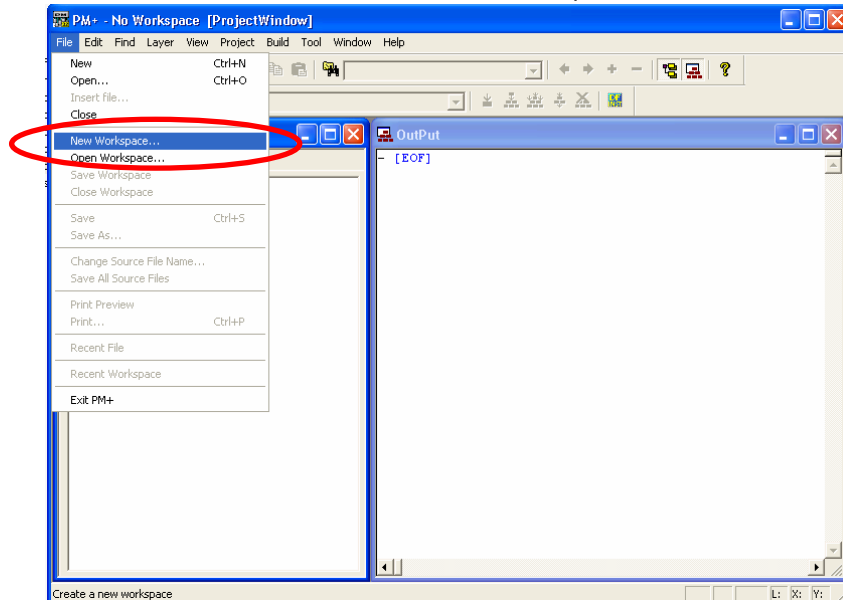 PM+ - No Workspace [ProjectWindow]
File Edit Find Layer View Project Build Tool Window Help
New Ctrl+N
Open... Ctrl+O
Insert file...
Close
New Workspace...
Open Workspace...
Save Workspace
Close Workspace
Save Ctrl+S
Save As...
Change Source File Name...
Save All Source Files
Print Preview
Print... Ctrl+P
Recent File
Recent Workspace
Exit PM+
OutPut
[EOF]
Create a new workspace L: X: Y: